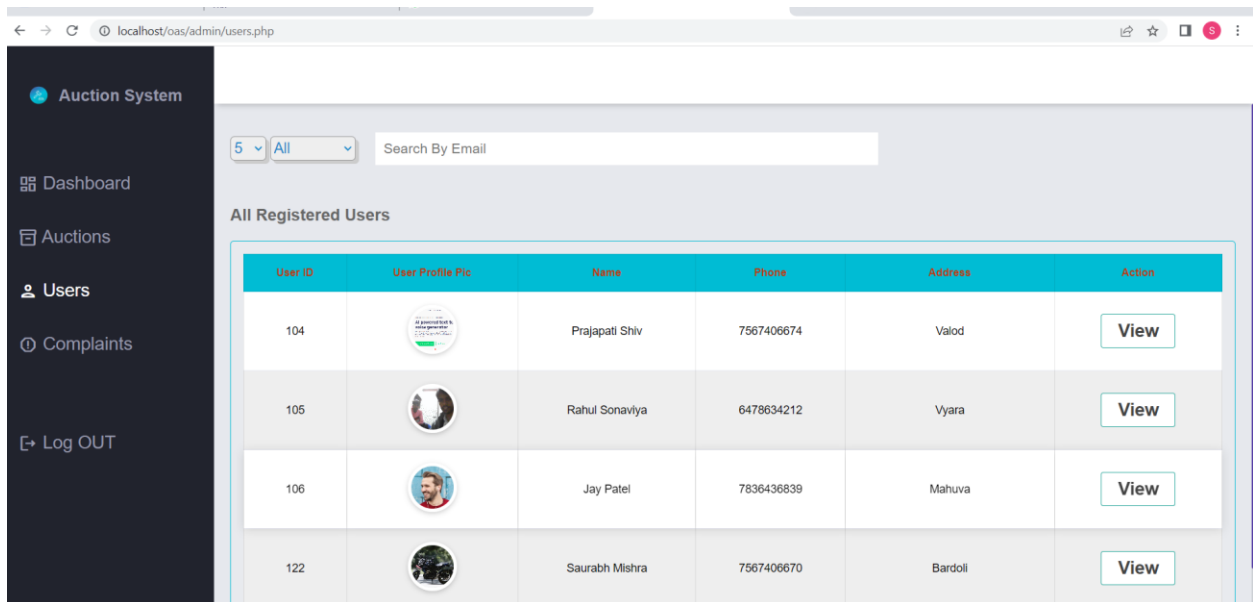 localhost/oas/admin/users.php
S
Auction System
5 All Search By Email
Dashboard
Auctions
Users
Complaints
Log OUT
All Registered Users
User ID User Profile Pic Name Phone Address Action
104 Prajapati Shiv 7567406674 Valod View
105 Rahul Sonaviya 6478634212 Vyara View
106 Jay Patel 7836436839 Mahuva View
122 Saurabh Mishra 7567406670 Bardoli View